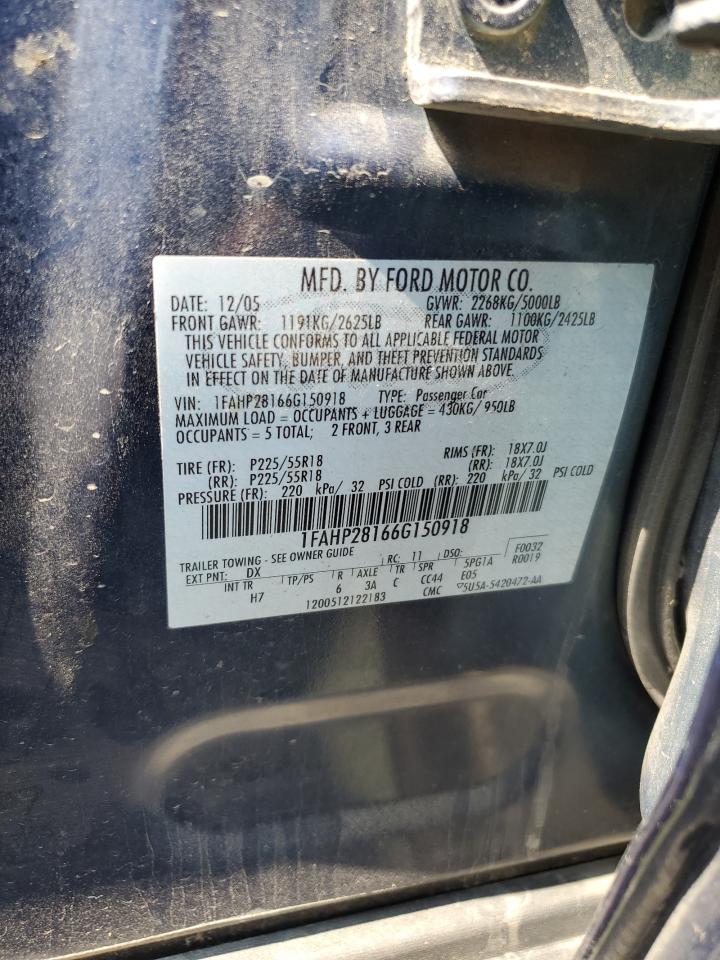 MFD. BY FORD MOTOR CO.
DATE: 12/05 GVWR: 2268KG/5000LB
FRONT GAWR: 1191KG/2625LB REAR GAWR: 1100KG/2425LB
THIS VEHICLE CONFORMS TO ALL APPLICABLE FEDERAL MOTOR
VEHICLE SAFETY, BUMPER, AND THEFT PREVENTION STANDARDS
IN EFFECT ON THE DATE OF MANUFACTURE SHOWN ABOVE.
VIN: 1FAHP28166G150918 TYPE: Passenger Car
MAXIMUM LOAD = OCCUPANTS + LUGGAGE = 430KG/ 950LB
OCCUPANTS = 5 TOTAL; 2 FRONT, 3 REAR
TIRE (FR): P225/55R18 RIMS (FR): 18X7.0J
(RR): P225/55R18 (RR): 18X7.0J
PRESSURE (FR): 220 kPa/ 32 PSI COLD (RR): 220 kPa/ 32 PSI COLD
1FAHP28166G150918
TRAILER TOWING - SEE OWNER GUIDE F0032
EXT PNT: DX RC: 11 DSO: R0019
INT TR TP/PS R AXLE TR SPR 5PG1A
H7 6 3A C CC44 E05
1200512122183 CMC 5U5A-5420472-AA